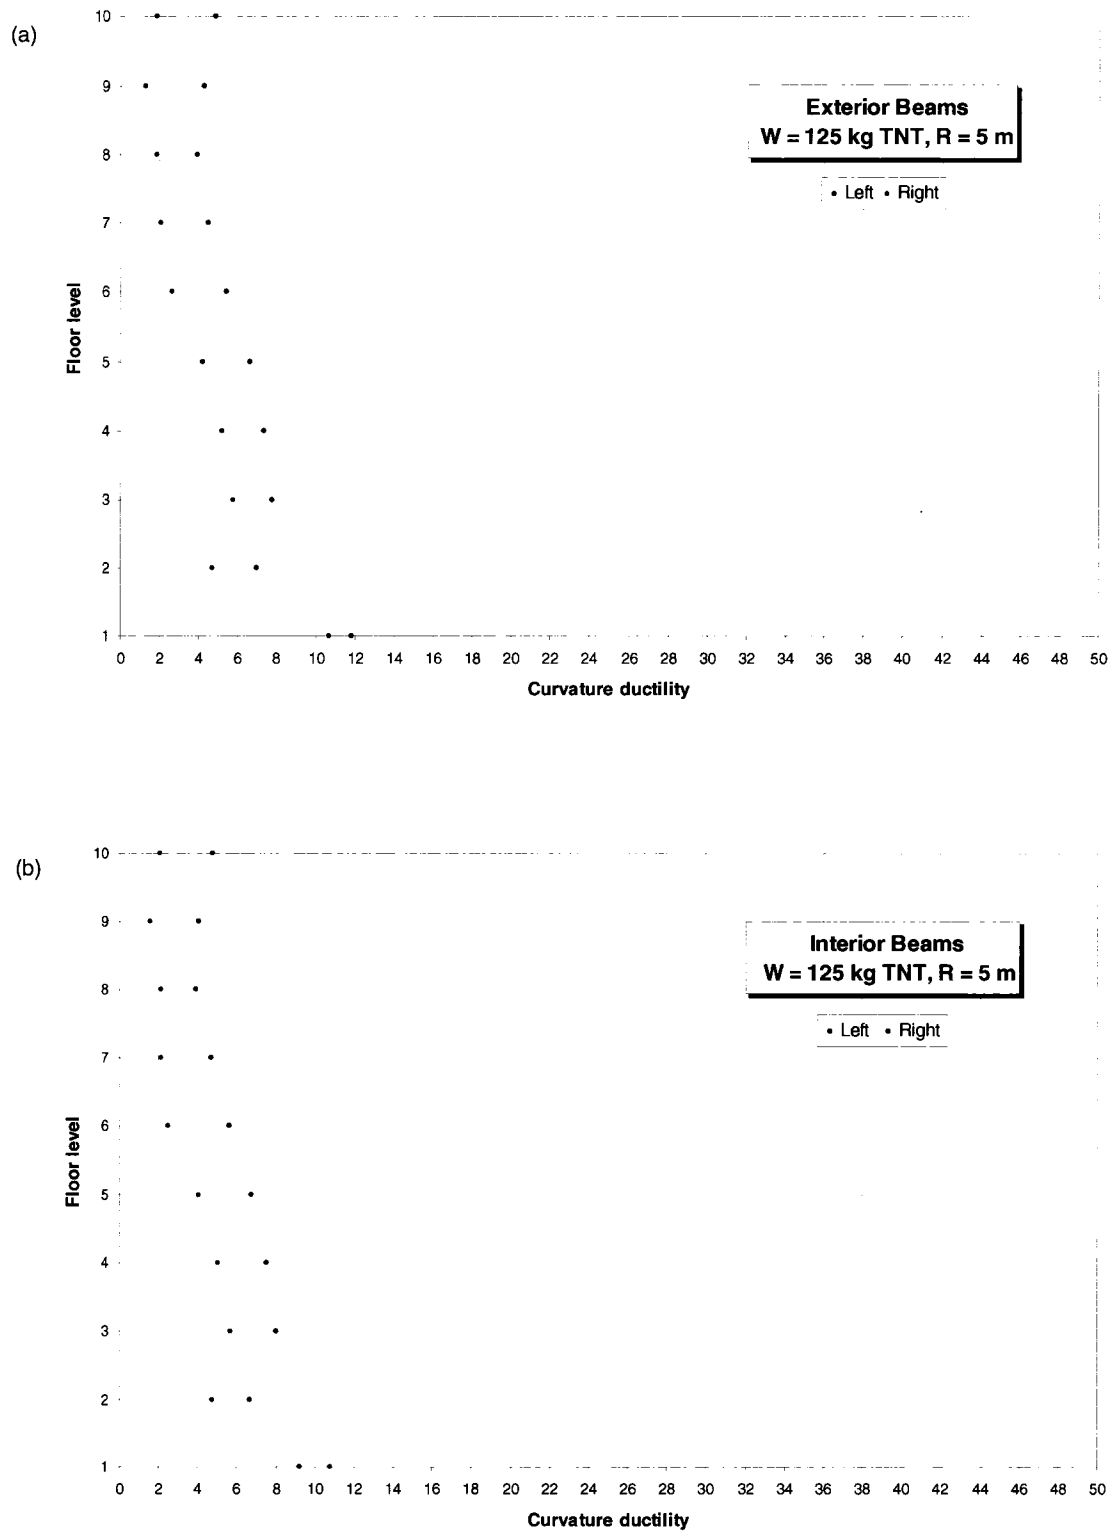 (a)
10
9
8
7
6
5
4
3
2
1
Floor level
Exterior Beams
W = 125 kg TNT, R = 5 m
• Left • Right
0 2 4 6 8 10 12 14 16 18 20 22 24 26 28 30 32 34 36 38 40 42 44 46 48 50
Curvature ductility
(b)
10
9
8
7
6
5
4
3
2
1
Floor level
Interior Beams
W = 125 kg TNT, R = 5 m
• Left • Right
0 2 4 6 8 10 12 14 16 18 20 22 24 26 28 30 32 34 36 38 40 42 44 46 48 50
Curvature ductility